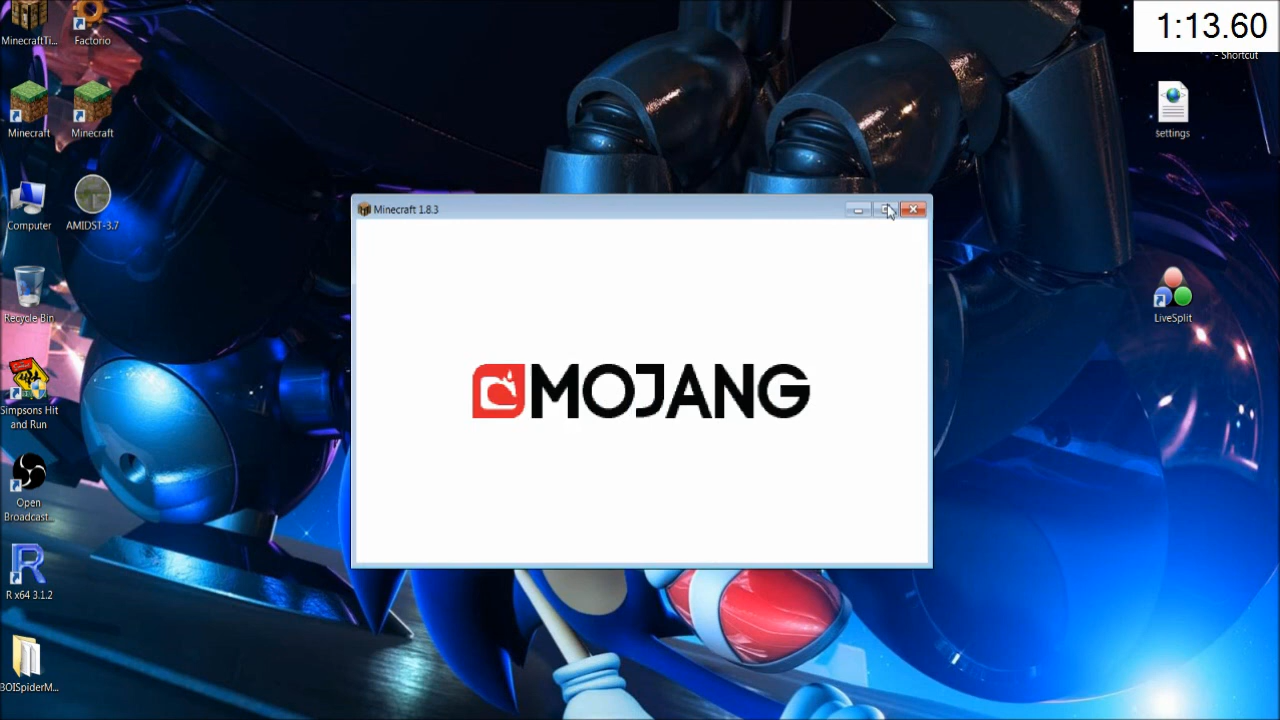 1:13.60
MinecraftTi...
Factorio
- Shortcut
Minecraft
Minecraft
settings
Minecraft 1.8.3
Computer
AMIDST-3.7
Recycle Bin
LiveSplit
MOJANG
Simpsons Hit
and Run
Open
Broadcast...
R
R x64 3.1.2
BOISpiderM...